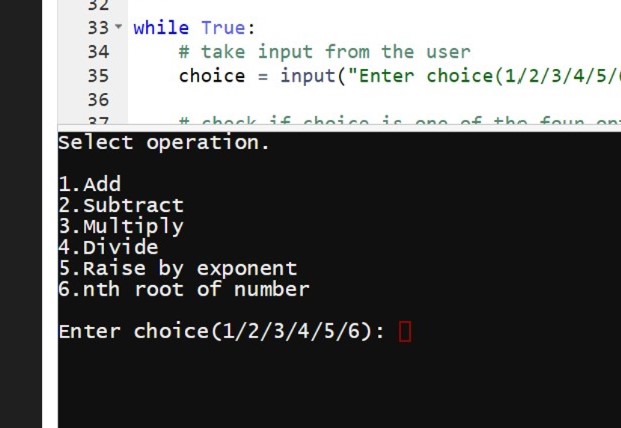 32
33 while True:
34 # take input from the user
35 choice = input("Enter choice(1/2/3/4/5/
36
37 # check if choice is one of the four
Select operation.
1.Add
2.Subtract
3.Multiply
4.Divide
5.Raise by exponent
6.nth root of number
Enter choice(1/2/3/4/5/6):